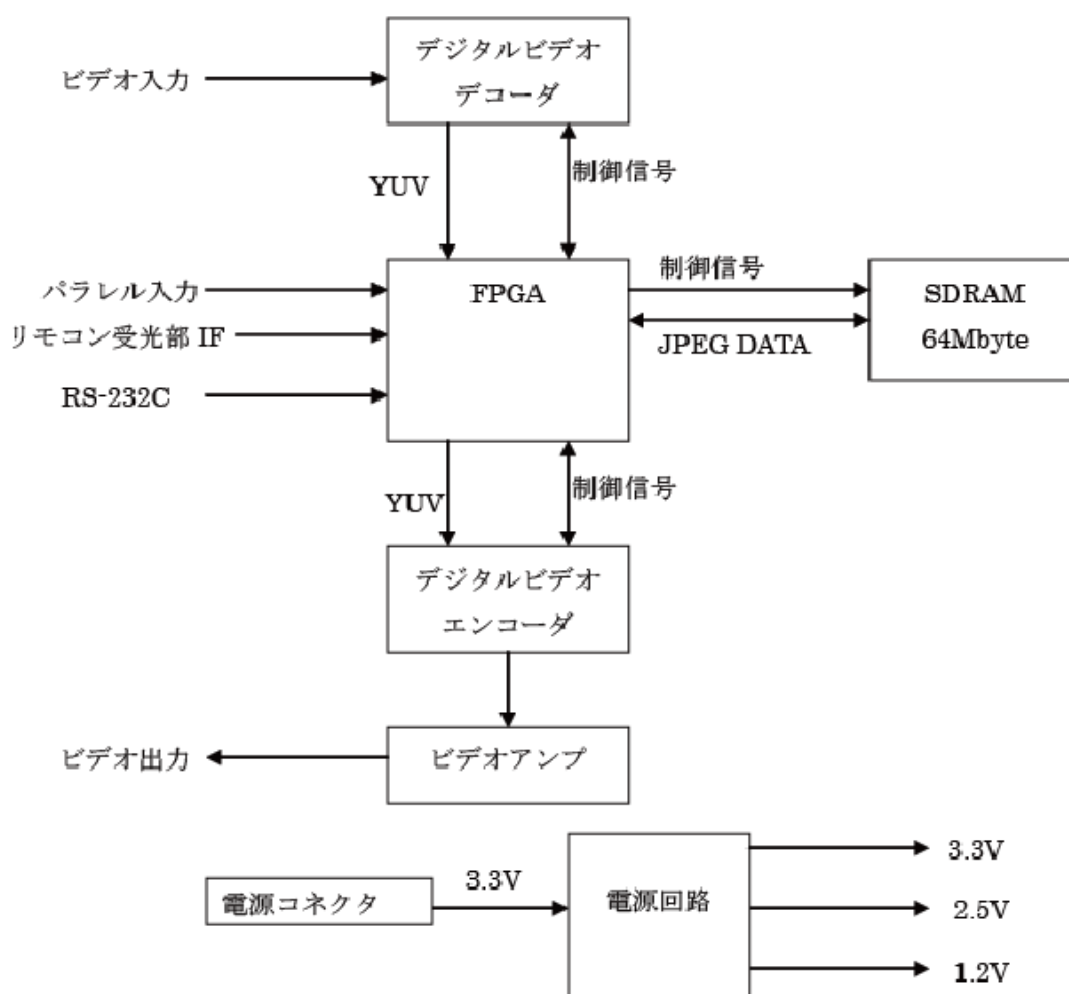 デジタルビデオ
デコーダ
ビデオ入力
YUV
制御信号
パラレル入力
リモコン受光部 IF
RS-232C
FPGA
制御信号
JPEG DATA
SDRAM
64Mbyte
YUV
制御信号
デジタルビデオ
エンコーダ
ビデオ出力
ビデオアンプ
電源コネクタ
3.3V
電源回路
3.3V
2.5V
1.2V